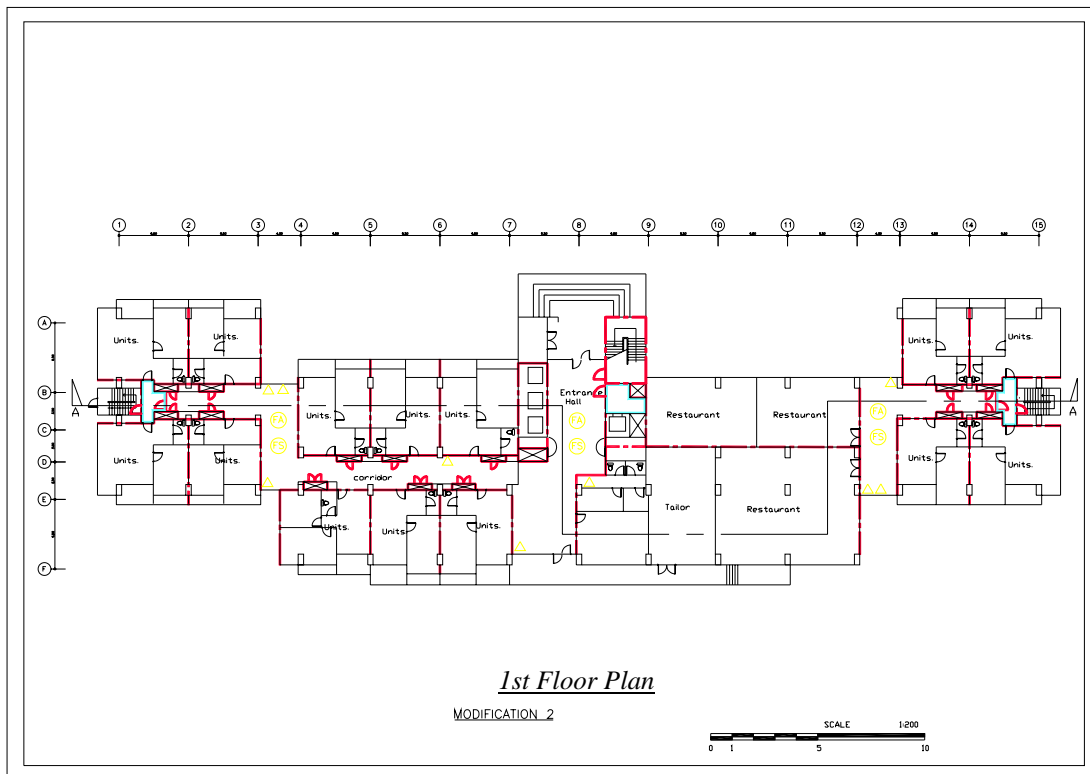 1 2 3 4 5 6 7 8 9 10 11 12 13 14 15
A
B
C
D
E
F
Units. Units.
Units. Units.
A
FA
FS
Units. Units. Units.
corridor
Units. Units. Units.
Entrance Hall
FA
FS
Restaurant Restaurant
Tailor Restaurant
FA
FS
Units. Units.
Units. Units.
A
1st Floor Plan
MODIFICATION 2
SCALE 1:200
0 1 5 10